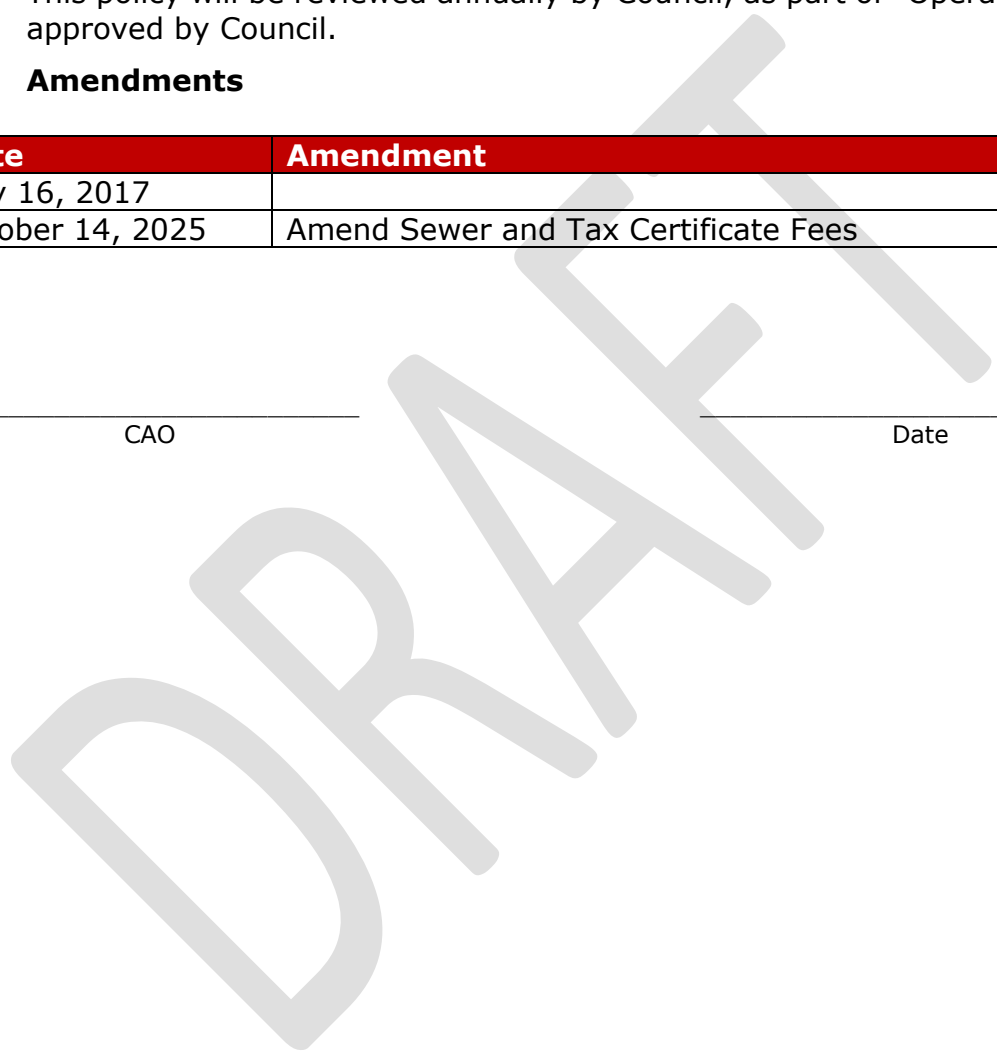 This policy will be reviewed annually by Council, as part of Opera
approved by Council.
Amendments
te Amendment
y 16, 2017
ober 14, 2025 Amend Sewer and Tax Certificate Fees
CAO Date
DRAFT